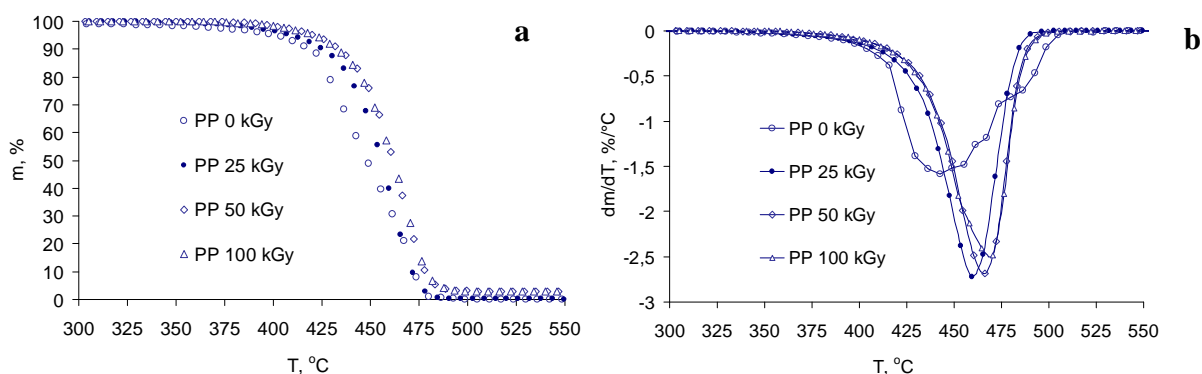 a
m, %
100
90
80
70
60
50
40
30
20
10
0
PP 0 kGy
PP 25 kGy
PP 50 kGy
PP 100 kGy
300 325 350 375 400 425 450 475 500 525 550
T, °C
b
dm/dT, %/°C
0
-0,5
-1
-1,5
-2
-2,5
-3
PP 0 kGy
PP 25 kGy
PP 50 kGy
PP 100 kGy
300 325 350 375 400 425 450 475 500 525 550
T, °C